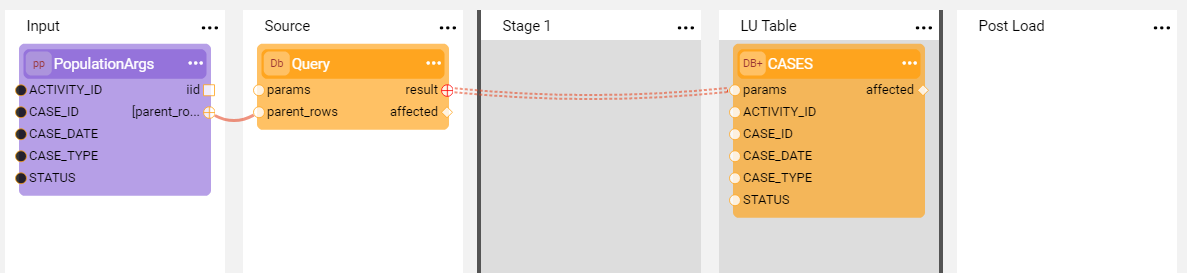 Input ...
Source ...
Stage 1 ...
LU Table ...
Post Load ...
pp PopulationArgs ...
ACTIVITY_ID iid
CASE_ID [parent_ro...
CASE_DATE
CASE_TYPE
STATUS
Db Query ...
params result
parent_rows affected
DB+ CASES ...
params affected
ACTIVITY_ID
CASE_ID
CASE_DATE
CASE_TYPE
STATUS